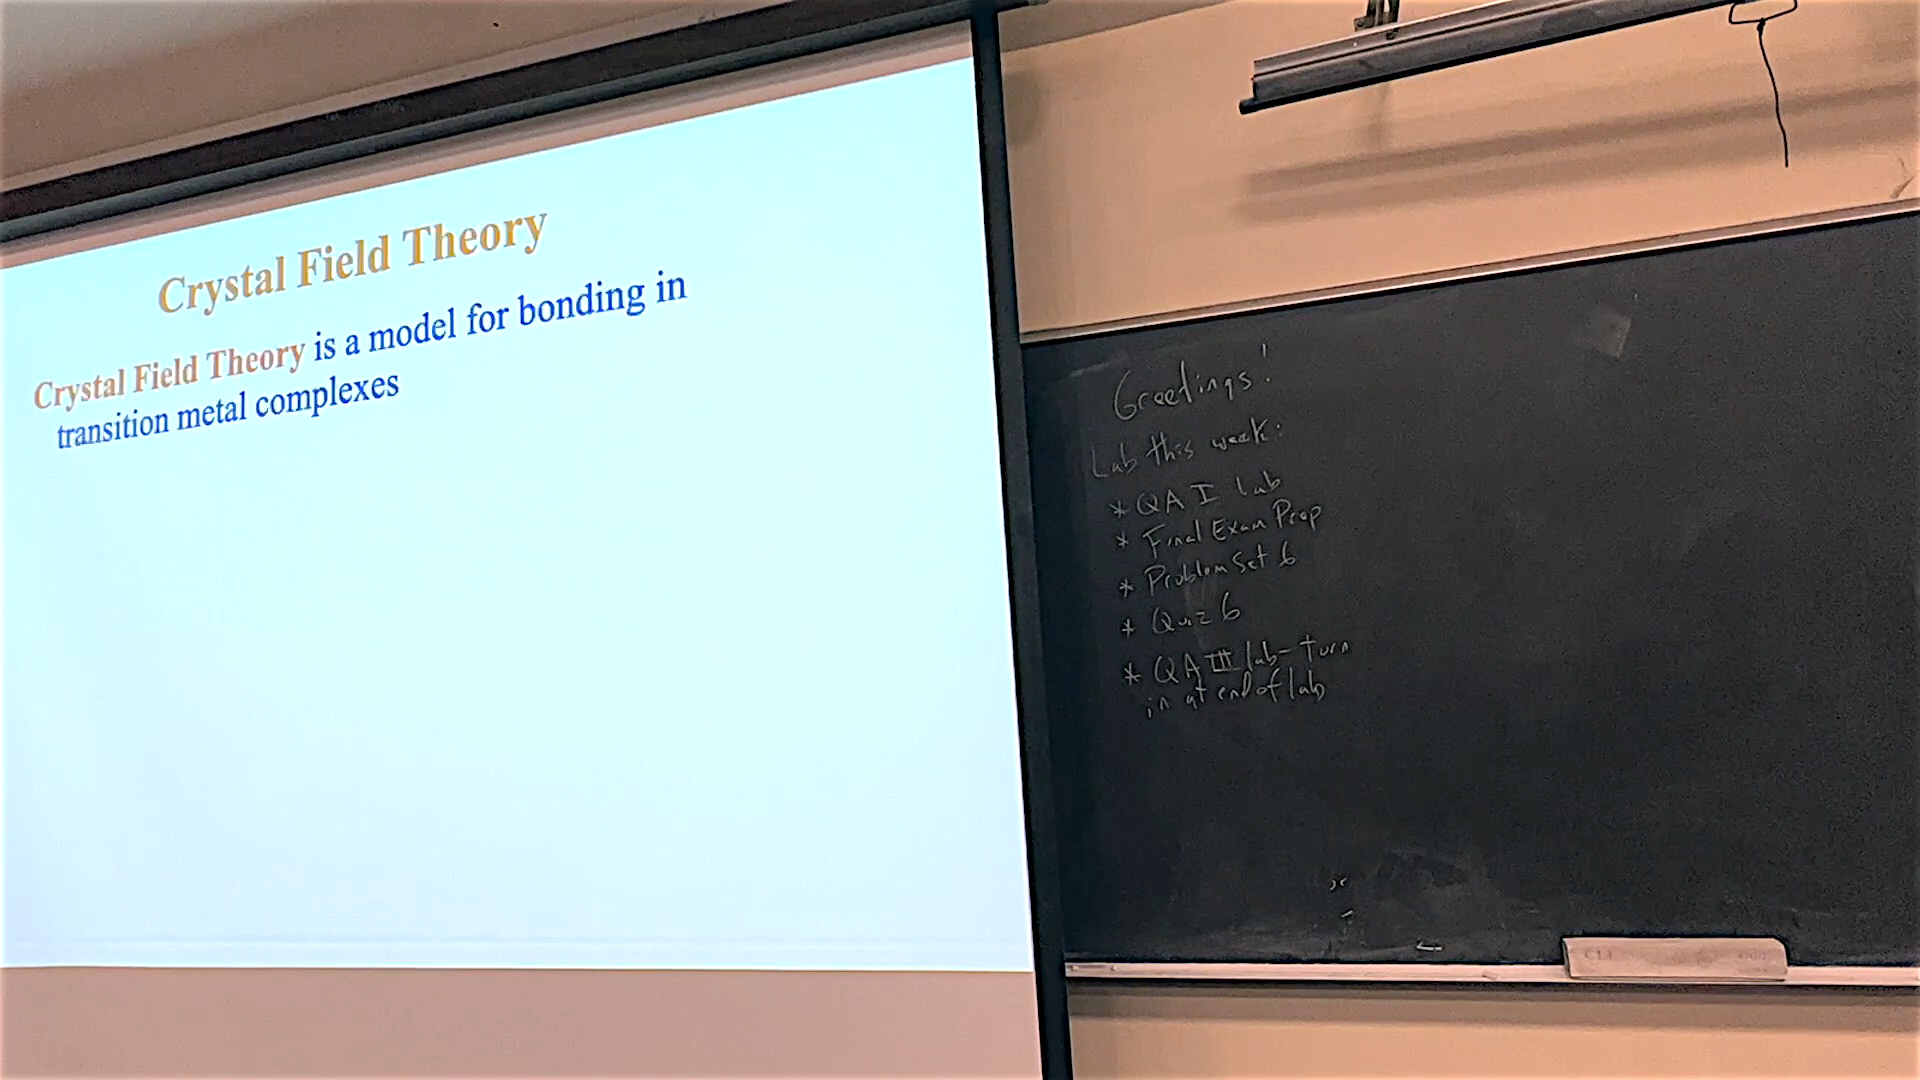 Crystal Field Theory
Crystal Field Theory is a model for bonding in
transition metal complexes
Greetings!
Lab this week:
* QA I lab
* Final Exam Prep
* Problem Set 6
* Quiz 6
* QA III lab - turn
in at end of lab